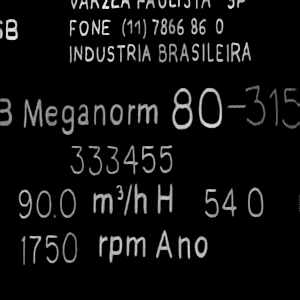 VARZEA PAULISTA SP
SB FONE (11) 7866 86 0
INDUSTRIA BRASILEIRA
B Meganorm 80-315
333455
90.0 m³/h H 54 0
1750 rpm Ano